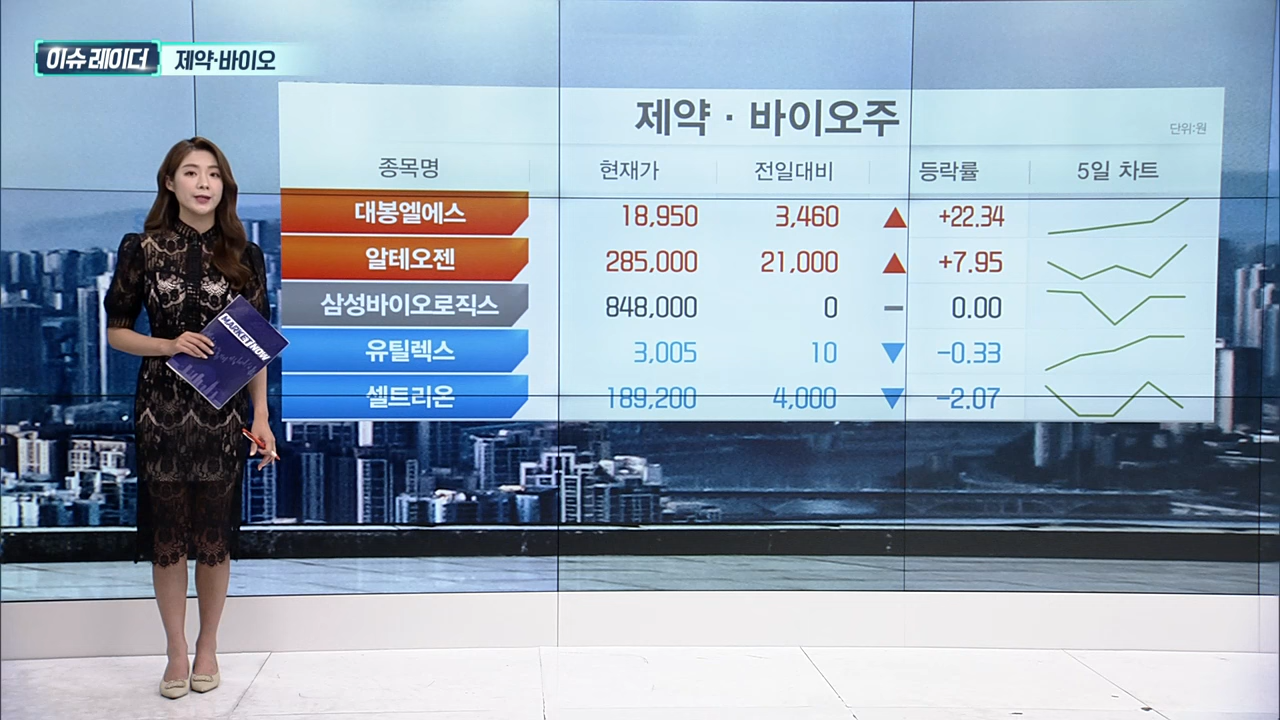 이슈레이더 제약·바이오
제약·바이오주
단위:원
종목명 현재가 전일대비 등락률 5일 차트
대봉엘에스 18,950 3,460 ▲ +22.34
알테오젠 285,000 21,000 ▲ +7.95
삼성바이오로직스 848,000 0 − 0.00
유틸렉스 3,005 10 ▼ −0.33
셀트리온 189,200 4,000 ▼ −2.07
MARKET NOW